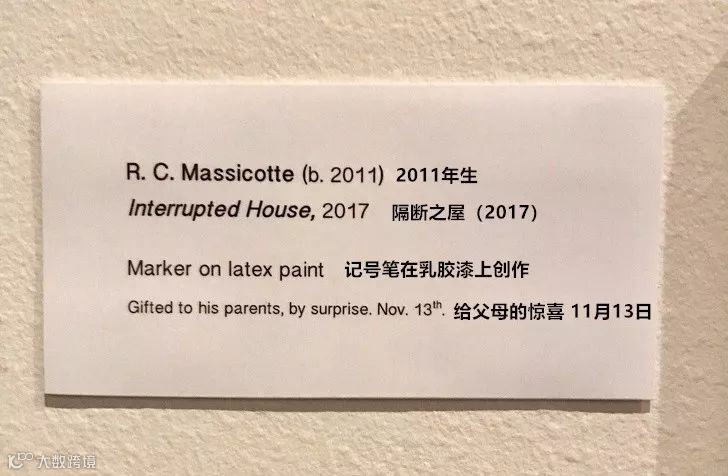 R. C. Massicotte (b. 2011) 2011年生
Interrupted House, 2017 隔断之屋（2017）
Marker on latex paint 记号笔在乳胶漆上创作
Gifted to his parents, by surprise. Nov. 13th. 给父母的惊喜 11月13日
大数跨境